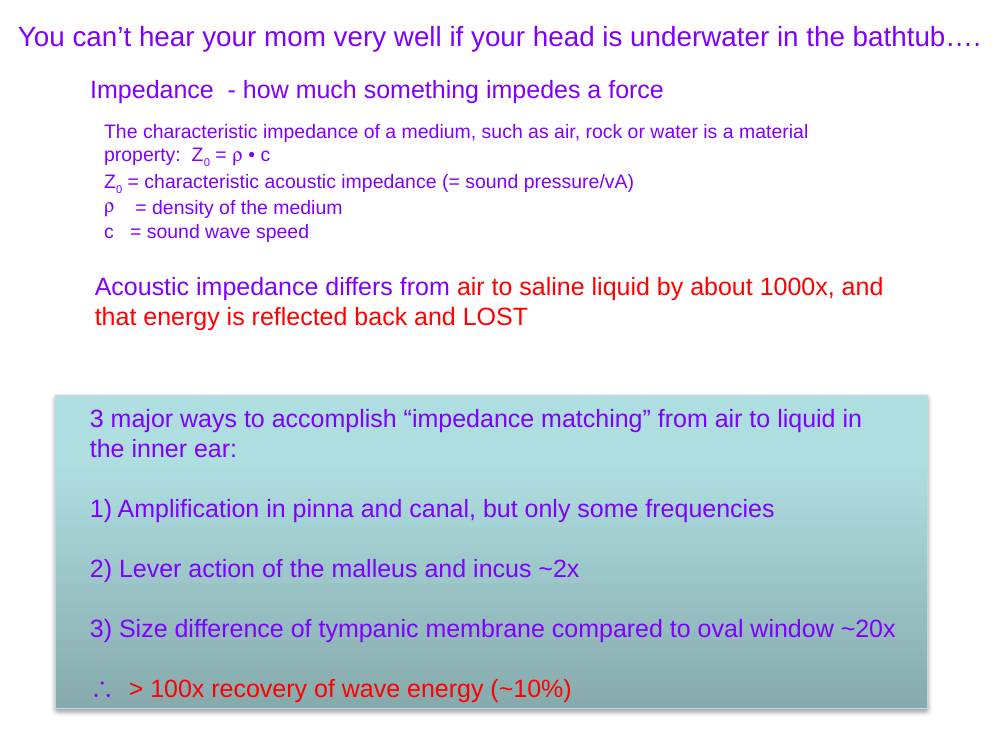 You can’t hear your mom very well if your head is underwater in the bathtub….
Impedance - how much something impedes a force
The characteristic impedance of a medium, such as air, rock or water is a material
property: Z₀ = ρ • c
Z₀ = characteristic acoustic impedance (= sound pressure/vA)
ρ = density of the medium
c = sound wave speed
Acoustic impedance differs from air to saline liquid by about 1000x, and
that energy is reflected back and LOST
3 major ways to accomplish “impedance matching” from air to liquid in
the inner ear:
1) Amplification in pinna and canal, but only some frequencies
2) Lever action of the malleus and incus ~2x
3) Size difference of tympanic membrane compared to oval window ~20x
∴ > 100x recovery of wave energy (~10%)